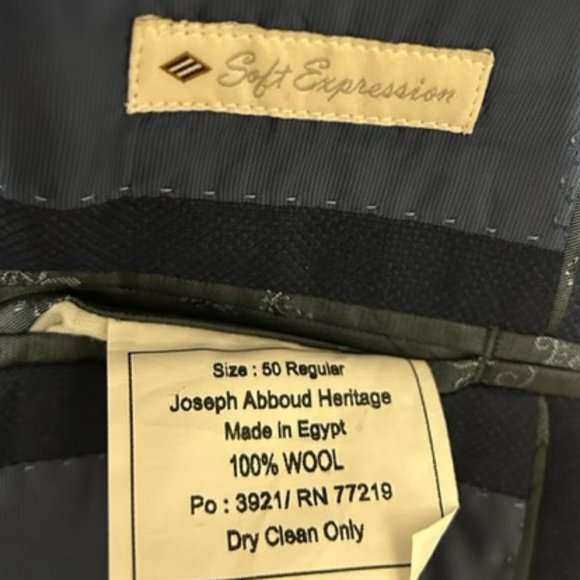 Soft Expression
Size : 50 Regular
Joseph Abboud Heritage
Made in Egypt
100% WOOL
Po : 3921/ RN 77219
Dry Clean Only